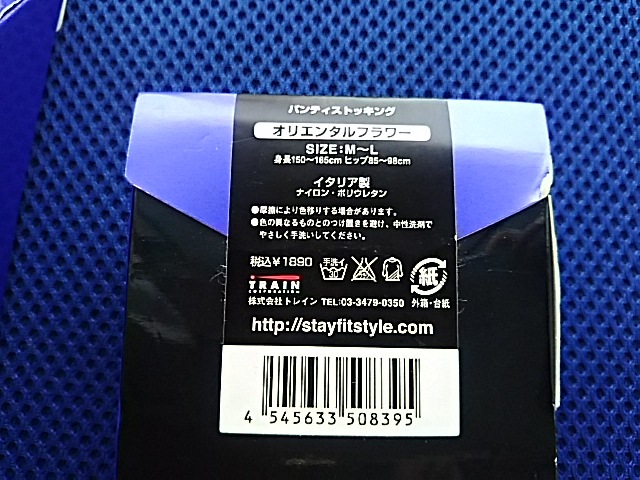 パンティストッキング
オリエンタルフラワー
SIZE:M～L
身長150～165cm ヒップ85～98cm
イタリア製
ナイロン・ポリウレタン
●摩擦により色移りする場合があります。
●色の異なるものとのつけ置きを避け、中性洗剤で
やさしく手洗いしてください。
税込¥1890 手洗イ 紙
TRAIN
CORPORATION
株式会社トレイン TEL:03-3479-0350 外箱・台紙
http://stayfitstyle.com
4 545633 508395